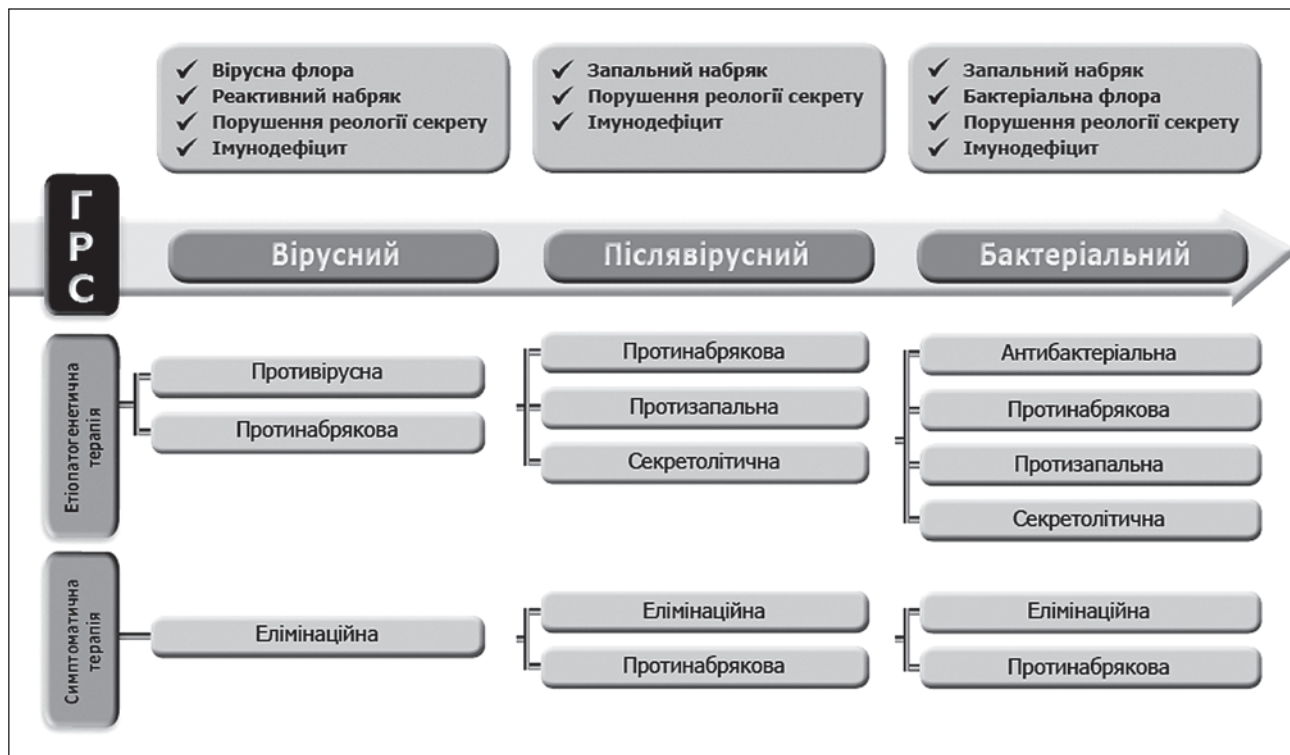 ✓ Вірусна флора
✓ Реактивний набряк
✓ Порушення реології секрету
✓ Імунодефіцит
✓ Запальний набряк
✓ Порушення реології секрету
✓ Імунодефіцит
✓ Запальний набряк
✓ Бактеріальна флора
✓ Порушення реології секрету
✓ Імунодефіцит
Г
Р
С
Вірусний
Післявірусний
Бактеріальний
Етіопатогенетична
терапія
Противірусна
Протинабрякова
Протинабрякова
Протизапальна
Секретолітична
Антибактеріальна
Протинабрякова
Протизапальна
Секретолітична
Симптоматична
терапія
Елімінаційна
Елімінаційна
Протинабрякова
Елімінаційна
Протинабрякова